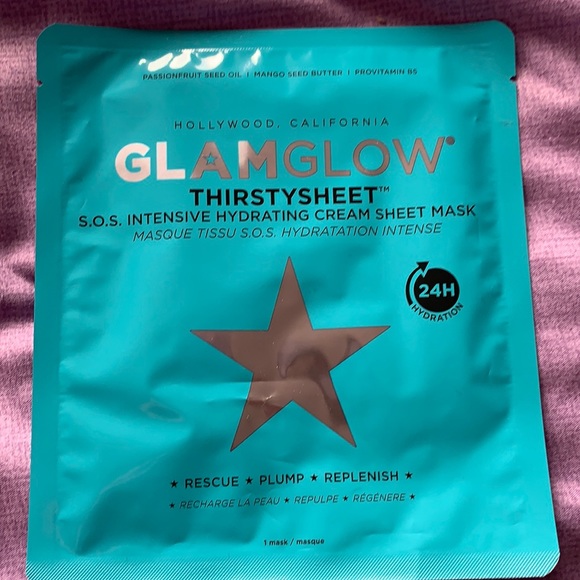 PASSIONFRUIT SEED OIL | MANGO SEED BUTTER | PROVITAMIN B5
HOLLYWOOD, CALIFORNIA
GLAMGLOW®
THIRSTYSHEET™
S.O.S. INTENSIVE HYDRATING CREAM SHEET MASK
MASQUE TISSU S.O.S. HYDRATATION INTENSE
24H
HYDRATION
★ RESCUE ★ PLUMP ★ REPLENISH ★
★ RECHARGE LA PEAU ★ REPULPE ★ RÉGÉNÈRE ★
1 mask / masque